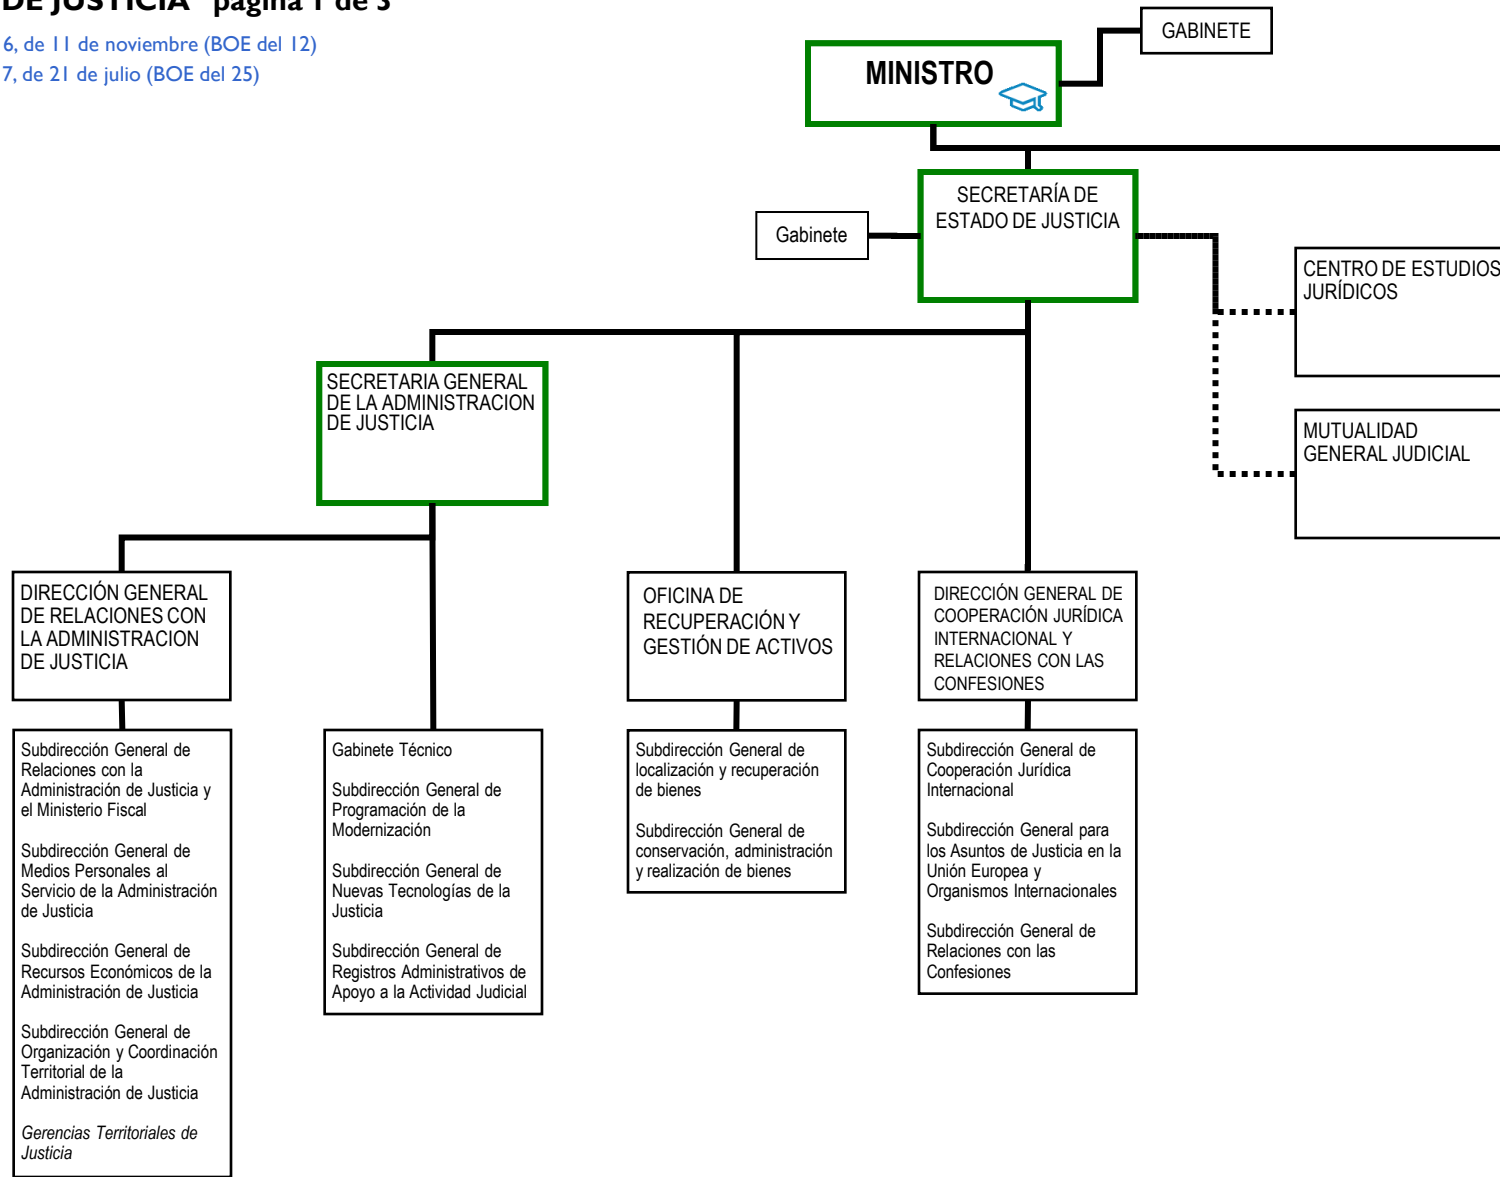 DE JUSTICIA" página 1 de 3
6, de 11 de noviembre (BOE del 12)
7, de 21 de julio (BOE del 25)
GABINETE
MINISTRO
SECRETARÍA DE
ESTADO DE JUSTICIA
Gabinete
CENTRO DE ESTUDIOS
JURÍDICOS
SECRETARIA GENERAL
DE LA ADMINISTRACION
DE JUSTICIA
MUTUALIDAD
GENERAL JUDICIAL
DIRECCIÓN GENERAL
DE RELACIONES CON
LA ADMINISTRACION
DE JUSTICIA
OFICINA DE
RECUPERACIÓN Y
GESTIÓN DE ACTIVOS
DIRECCIÓN GENERAL DE
COOPERACIÓN JURÍDICA
INTERNACIONAL Y
RELACIONES CON LAS
CONFESIONES
Subdirección General de
Relaciones con la
Administración de Justicia y
el Ministerio Fiscal
Subdirección General de
Medios Personales al
Servicio de la Administración
de Justicia
Subdirección General de
Recursos Económicos de la
Administración de Justicia
Subdirección General de
Organización y Coordinación
Territorial de la
Administración de Justicia
Gerencias Territoriales de
Justicia
Gabinete Técnico
Subdirección General de
Programación de la
Modernización
Subdirección General de
Nuevas Tecnologías de la
Justicia
Subdirección General de
Registros Administrativos de
Apoyo a la Actividad Judicial
Subdirección General de
localización y recuperación
de bienes
Subdirección General de
conservación, administración
y realización de bienes
Subdirección General de
Cooperación Jurídica
Internacional
Subdirección General para
los Asuntos de Justicia en la
Unión Europea y
Organismos Internacionales
Subdirección General de
Relaciones con las
Confesiones